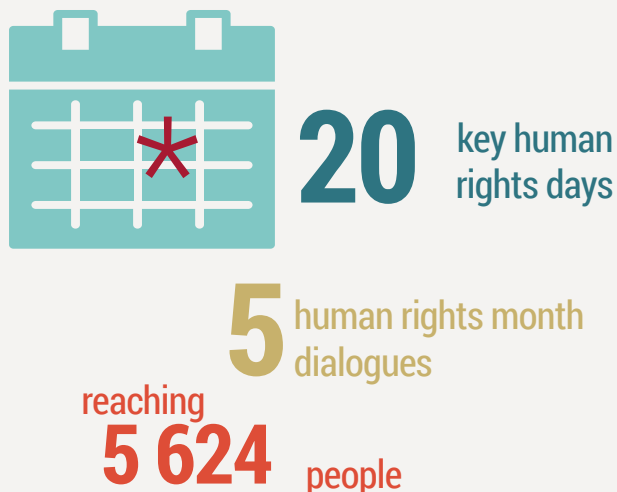 20 key human
rights days
5 human rights month
dialogues
reaching
5 624 people